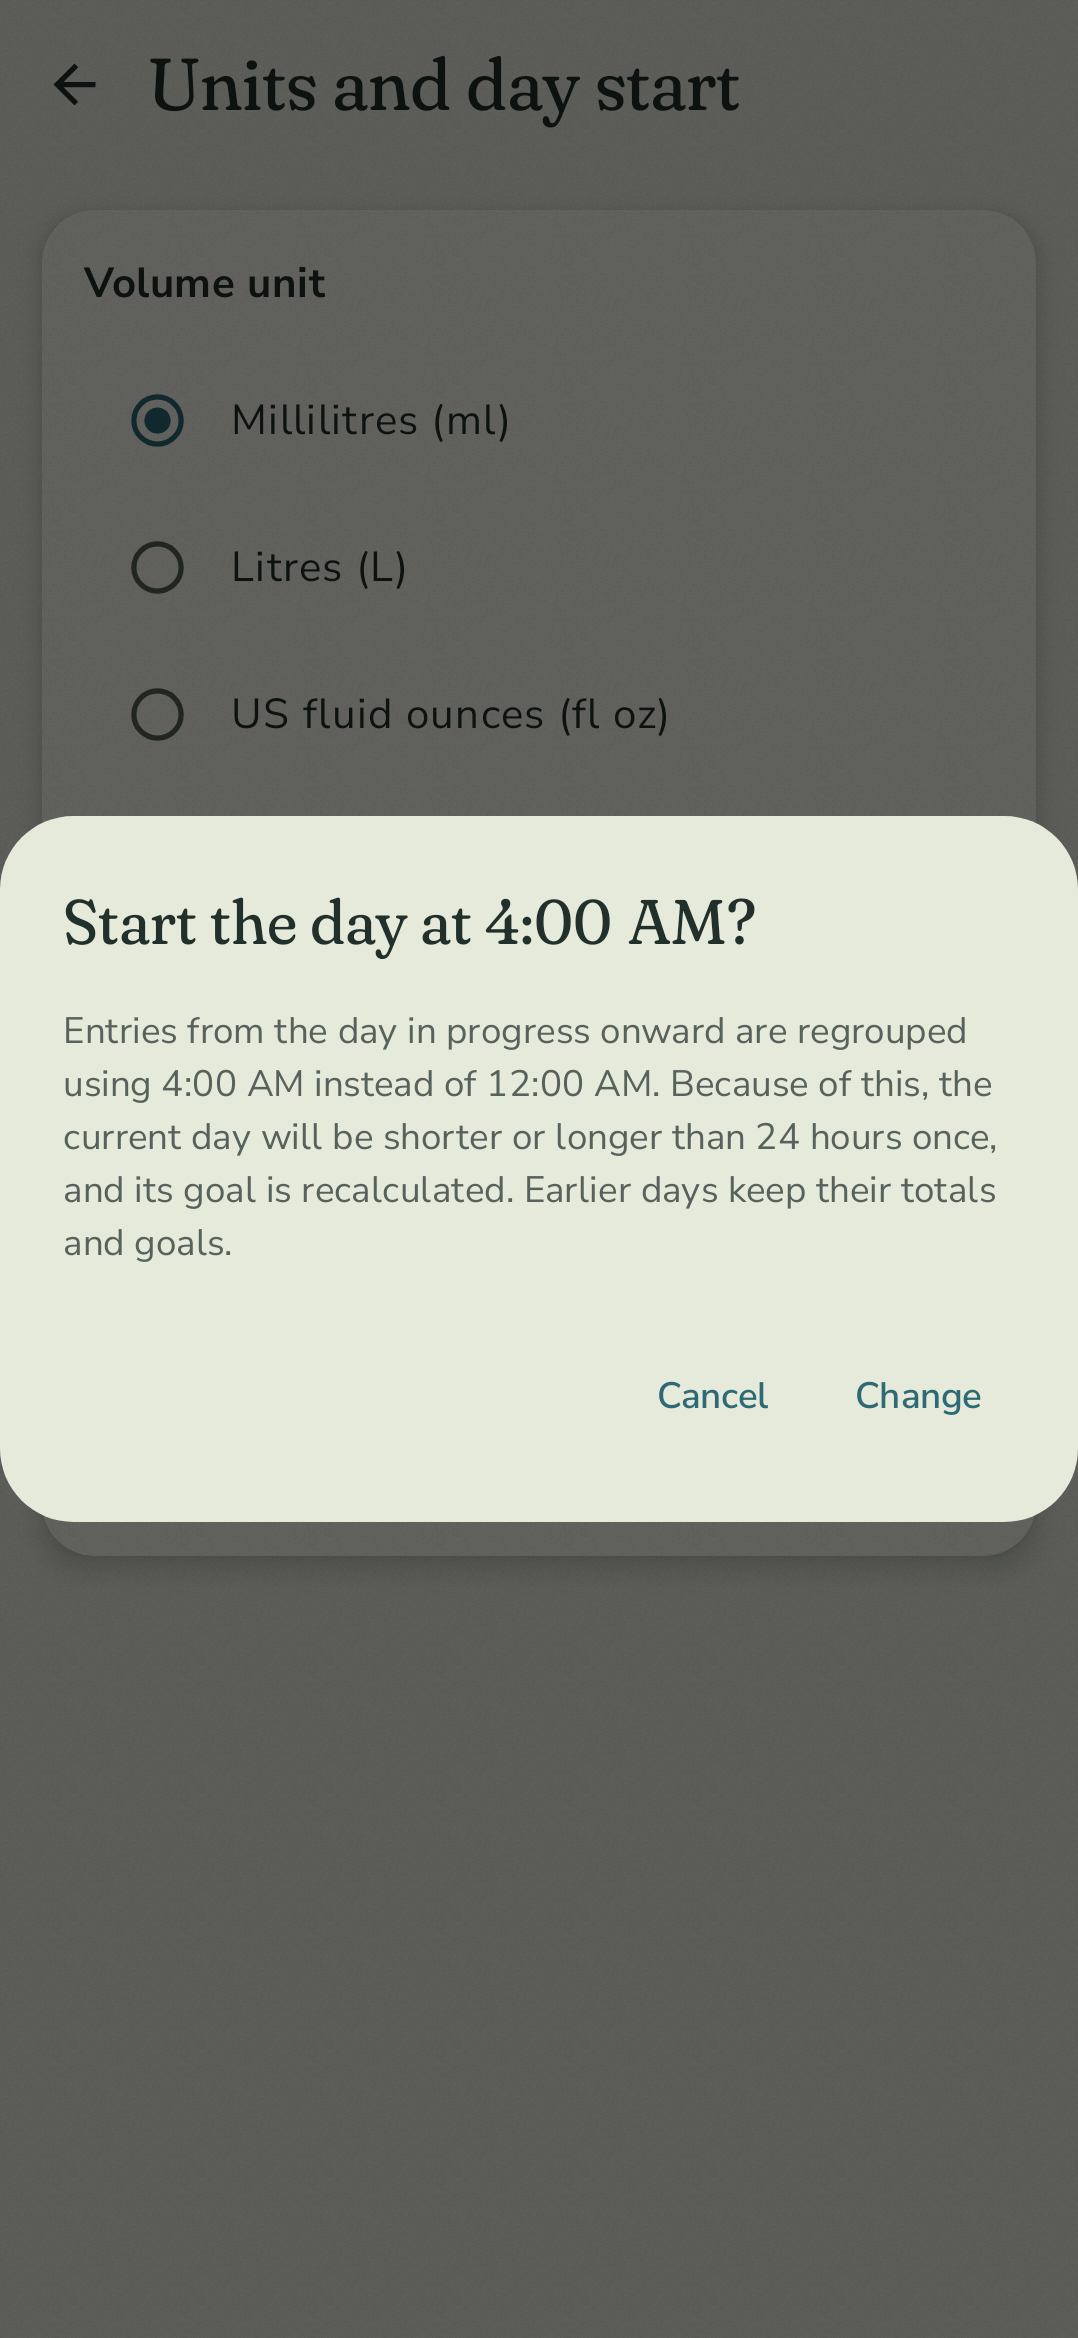 Units and day start
Volume unit
Millilitres (ml)
Litres (L)
US fluid ounces (fl oz)
Start the day at 4:00 AM?
Entries from the day in progress onward are regrouped
using 4:00 AM instead of 12:00 AM. Because of this, the
current day will be shorter or longer than 24 hours once,
and its goal is recalculated. Earlier days keep their totals
and goals.
Cancel
Change